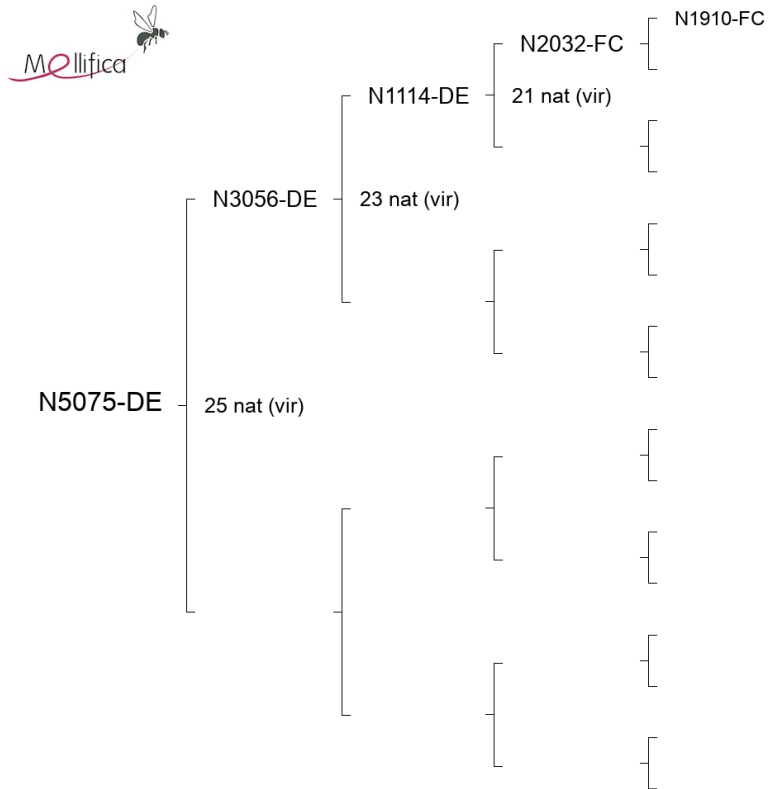 Mellifica
N1910-FC
N2032-FC
N1114-DE
21 nat (vir)
N3056-DE
23 nat (vir)
N5075-DE
25 nat (vir)